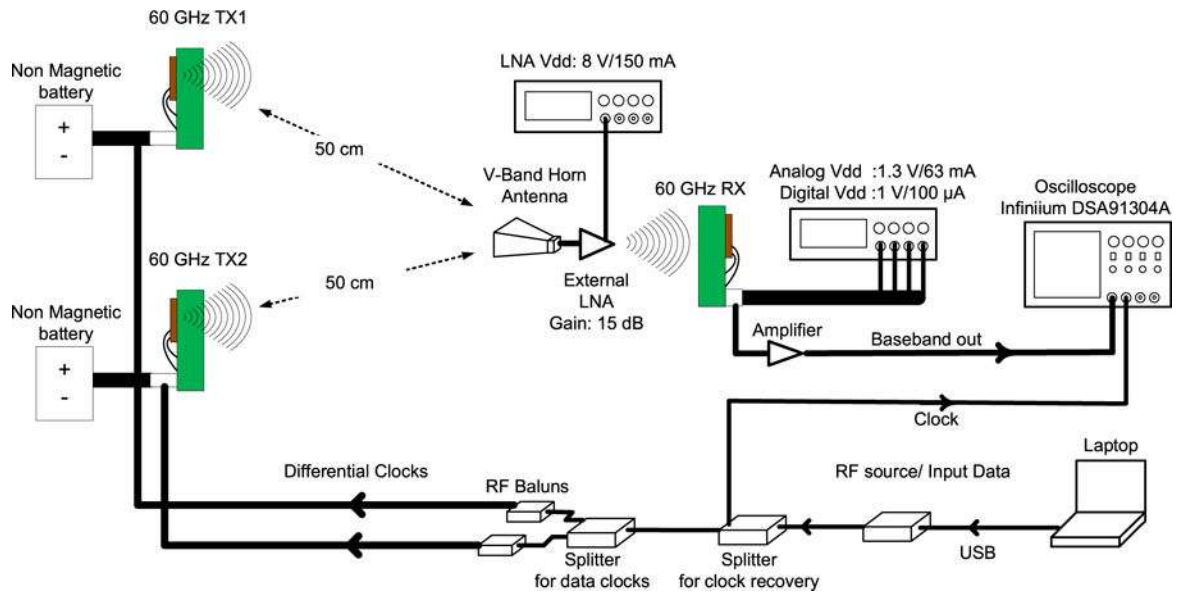 60 GHz TX1
Non Magnetic
battery
+
-
50 cm
LNA Vdd: 8 V/150 mA
V-Band Horn
Antenna
External
LNA
Gain: 15 dB
60 GHz RX
Analog Vdd :1.3 V/63 mA
Digital Vdd :1 V/100 µA
Oscilloscope
Infiniium DSA91304A
60 GHz TX2
Non Magnetic
battery
+
-
50 cm
Amplifier
Baseband out
Clock
Differential Clocks
RF Baluns
Splitter
for data clocks
Splitter
for clock recovery
RF source/ Input Data
USB
Laptop